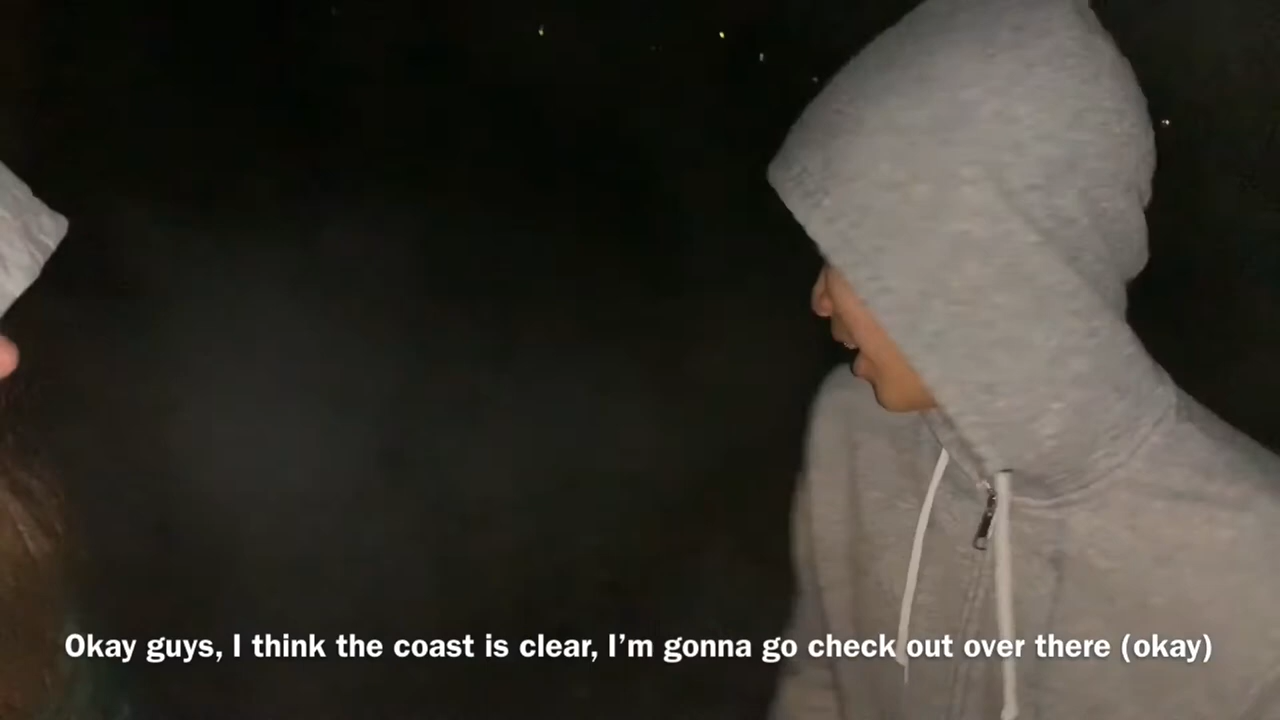 Okay guys, I think the coast is clear, I’m gonna go check out over there (okay)